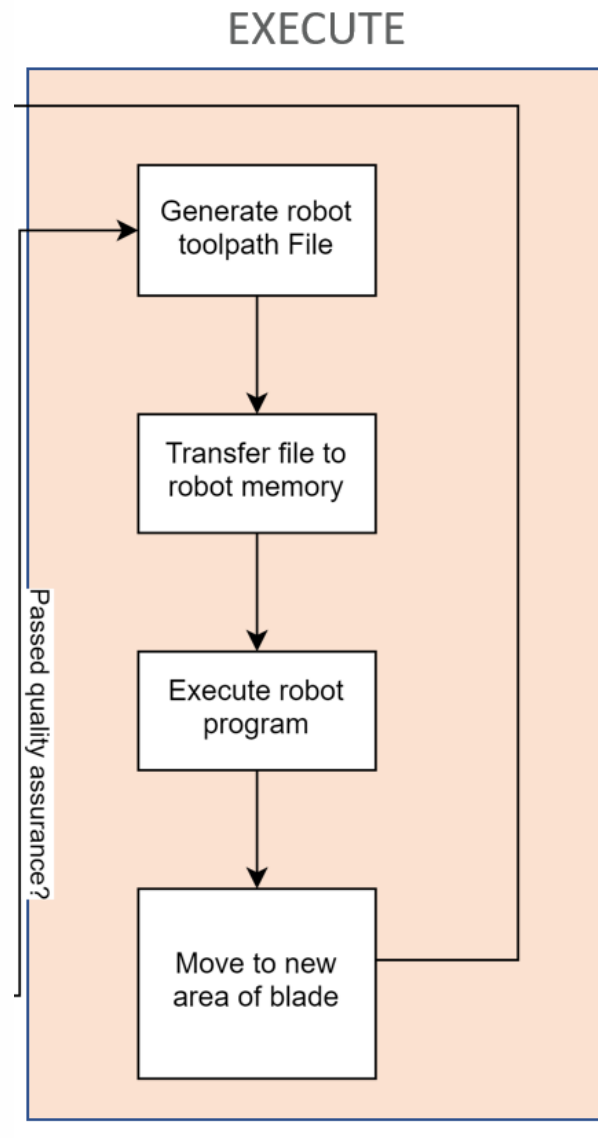 EXECUTE
Generate robot
toolpath File
Transfer file to
robot memory
Execute robot
program
Move to new
area of blade
Passed quality assurance?